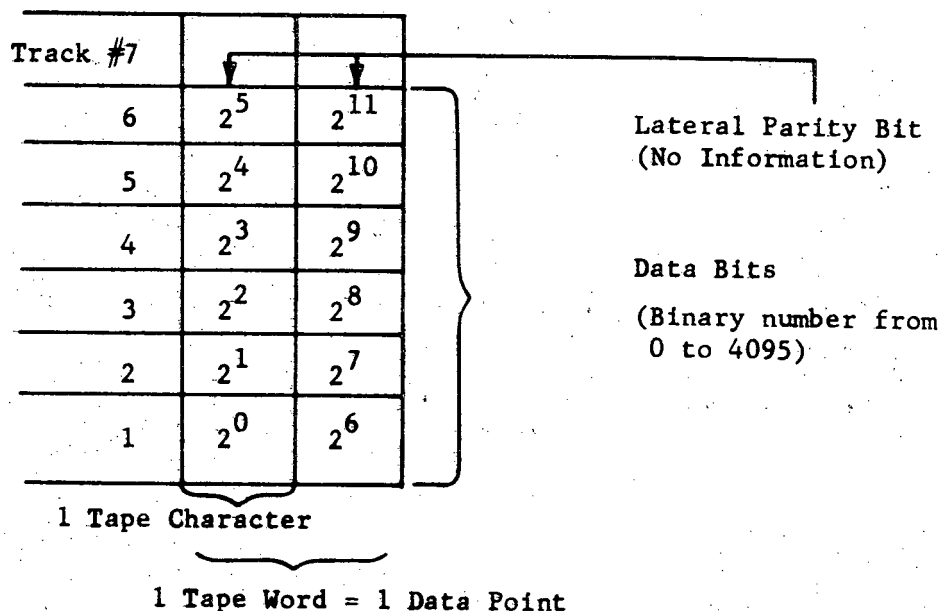 Track #7
6 2^5 2^11
Lateral Parity Bit
(No Information)
5 2^4 2^10
4 2^3 2^9
Data Bits
3 2^2 2^8
(Binary number from
0 to 4095)
2 2^1 2^7
1 2^0 2^6
1 Tape Character
1 Tape Word = 1 Data Point